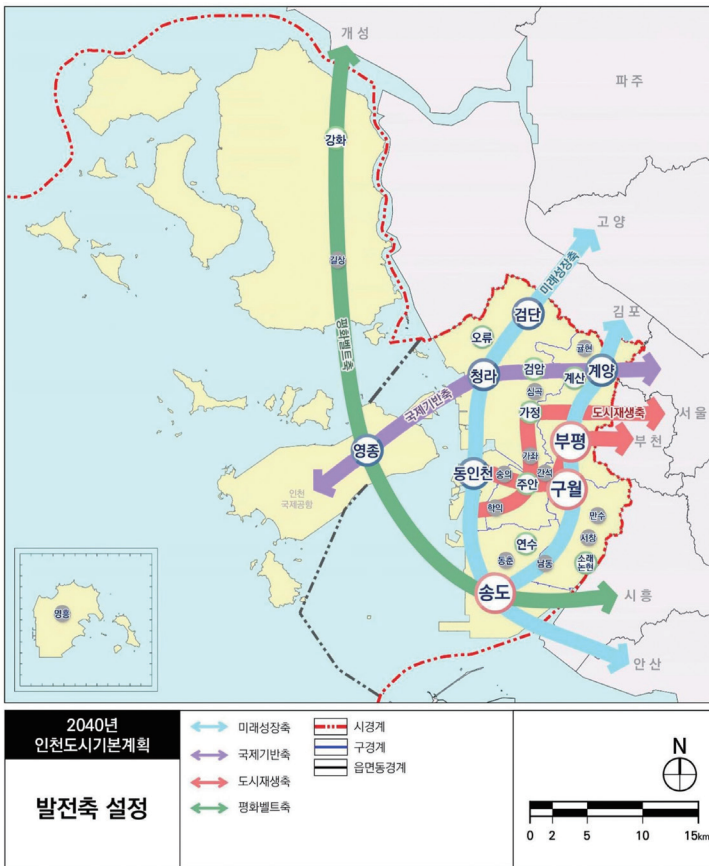 개성
파주
강화
고양
길상
미래성장축
검단
김포
오류
평화벨트축
귤현
청라
검암
계산
계양
국제기반축
심곡
가정
도시재생축
서울
부평
부천
영종
가좌
동인천
송의
주안
간석
구월
인천
국제공항
학익
만수
서창
연수
동춘
남동
소래
논현
송도
시흥
영흥
안산
2040년
인천도시기본계획
발전축 설정
미래성장축
국제기반축
도시재생축
평화벨트축
시경계
구경계
읍면동경계
N
0 2 5 10 15km